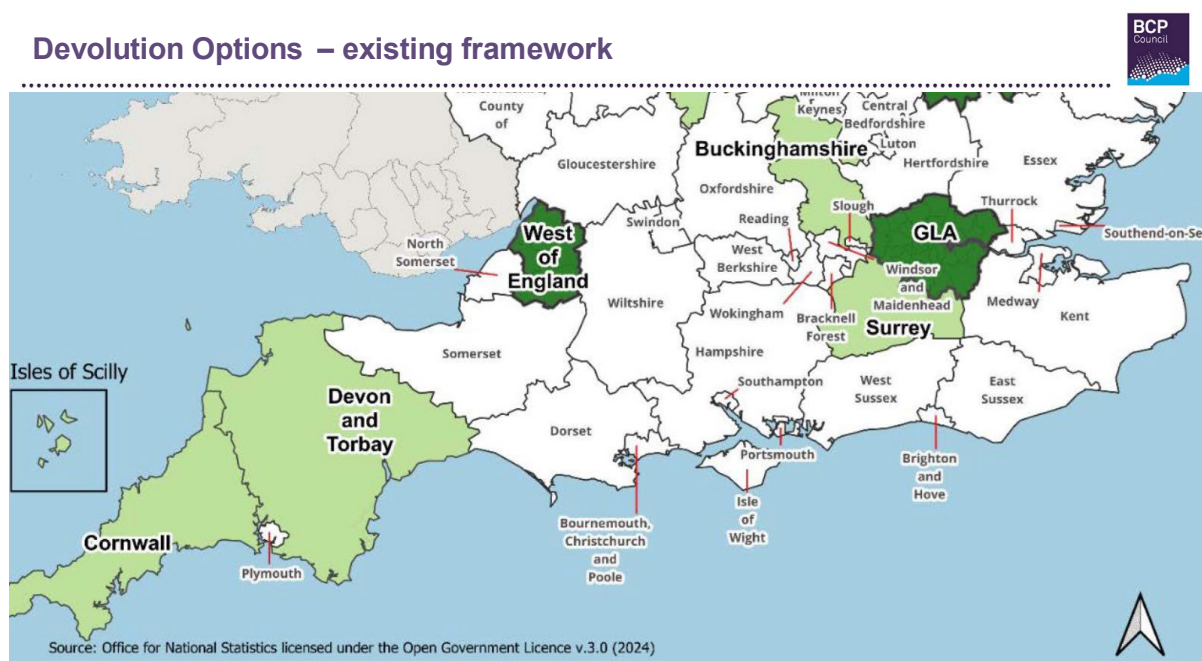 Devolution Options – existing framework
BCP
Council
County
of
Gloucestershire
Milton
Keynes
Central
Bedfordshire
Luton
Hertfordshire
Essex
Buckinghamshire
Oxfordshire
Thurrock
Southend-on-Se
Slough
Reading
Swindon
West
of
England
North
Somerset
West
Berkshire
GLA
Windsor
and
Maidenhead
Medway
Kent
Wiltshire
Wokingham
Bracknell
Forest
Surrey
Somerset
Hampshire
Southampton
West
Sussex
East
Sussex
Isles of Scilly
Devon
and
Torbay
Dorset
Portsmouth
Brighton
and
Hove
Isle
of
Wight
Bournemouth,
Christchurch
and
Poole
Cornwall
Plymouth
Source: Office for National Statistics licensed under the Open Government Licence v.3.0 (2024)